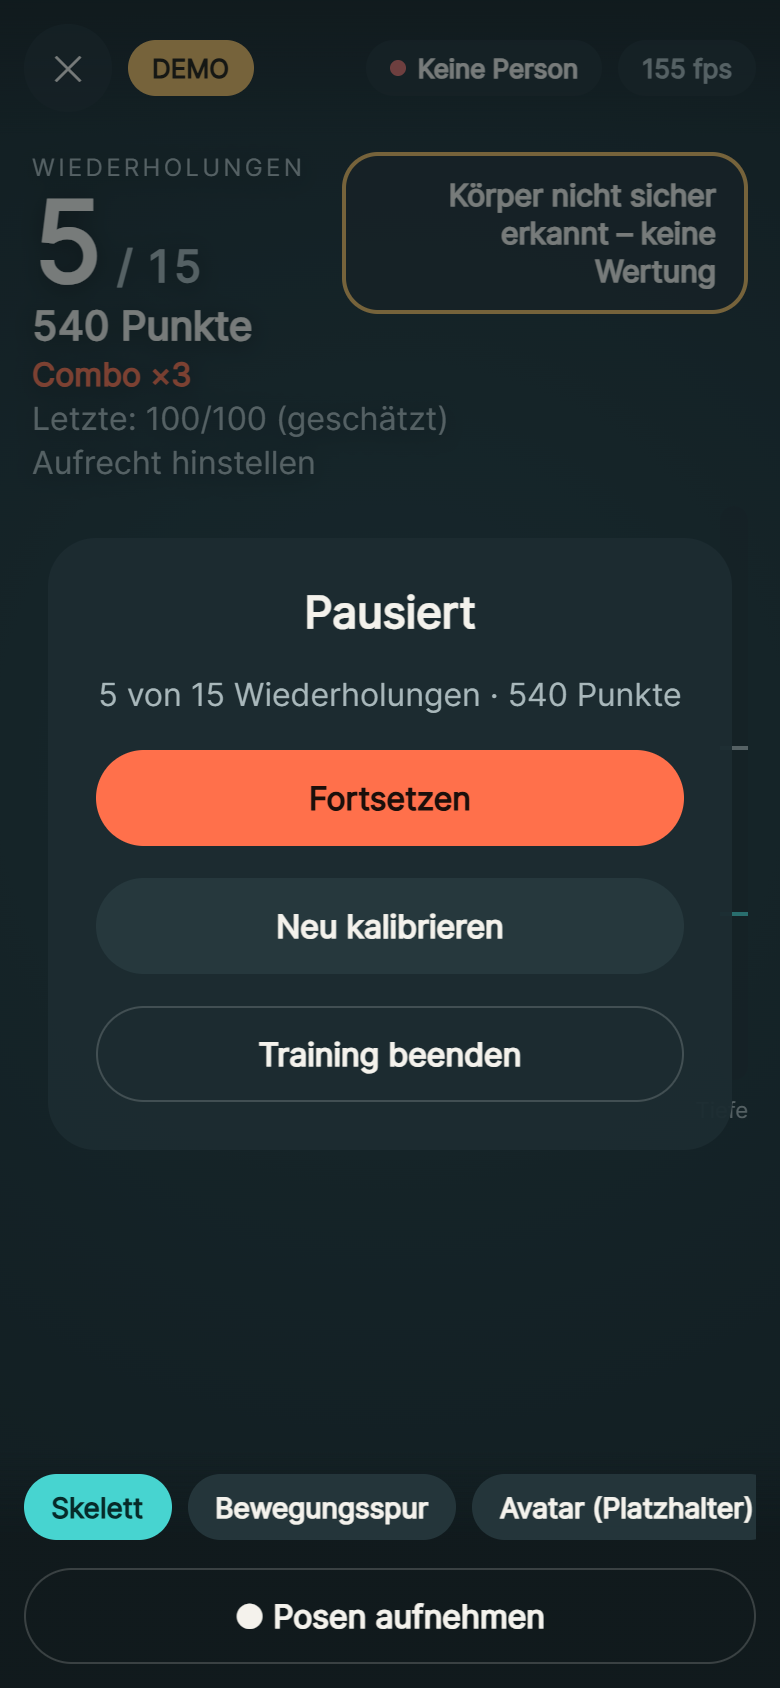 DEMO
Keine Person
155 fps
WIEDERHOLUNGEN
5 / 15
540 Punkte
Combo ×3
Letzte: 100/100 (geschätzt)
Aufrecht hinstellen
Körper nicht sicher
erkannt – keine
Wertung
Pausiert
5 von 15 Wiederholungen · 540 Punkte
Fortsetzen
Neu kalibrieren
Training beenden
Tiefe
Skelett
Bewegungsspur
Avatar (Platzhalter)
Posen aufnehmen